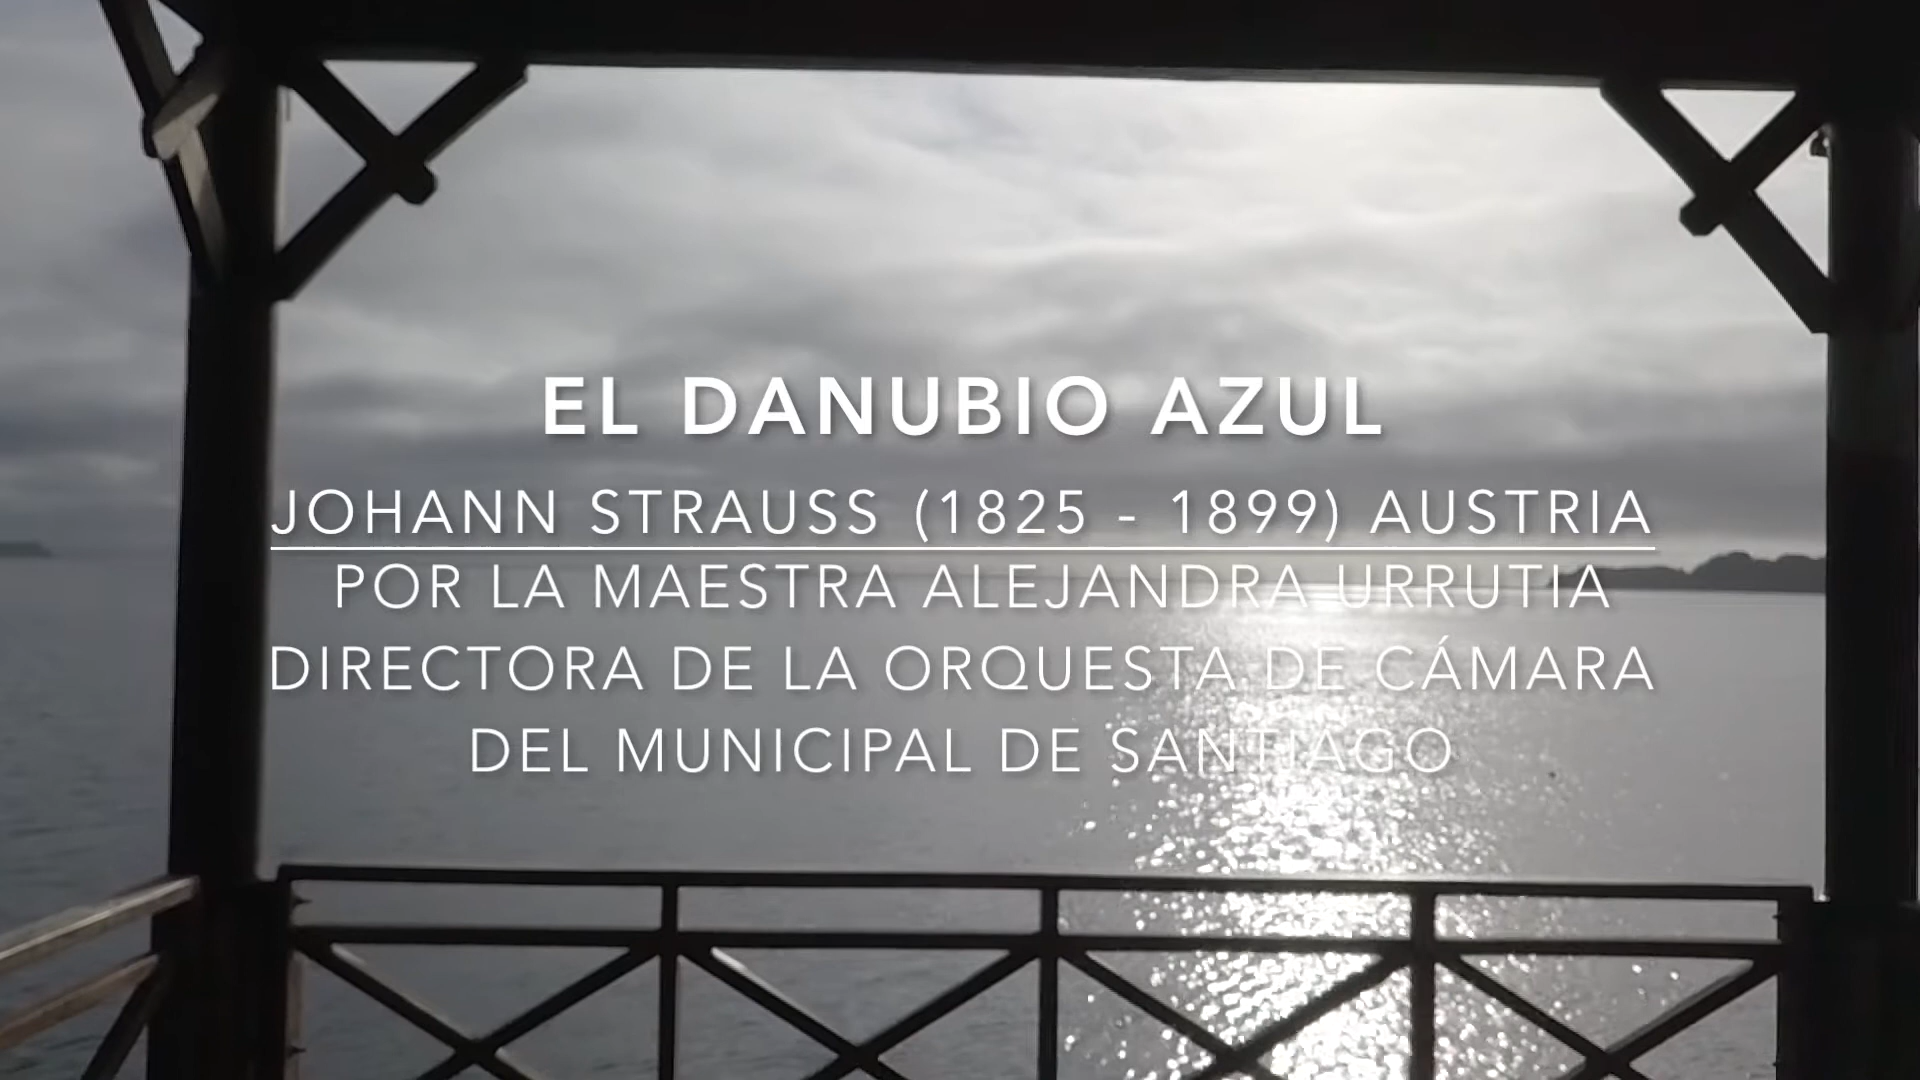 EL DANUBIO AZUL
JOHANN STRAUSS (1825 - 1899) AUSTRIA
POR LA MAESTRA ALEJANDRA URRUTIA
DIRECTORA DE LA ORQUESTA DE CÁMARA
DEL MUNICIPAL DE SANTIAGO